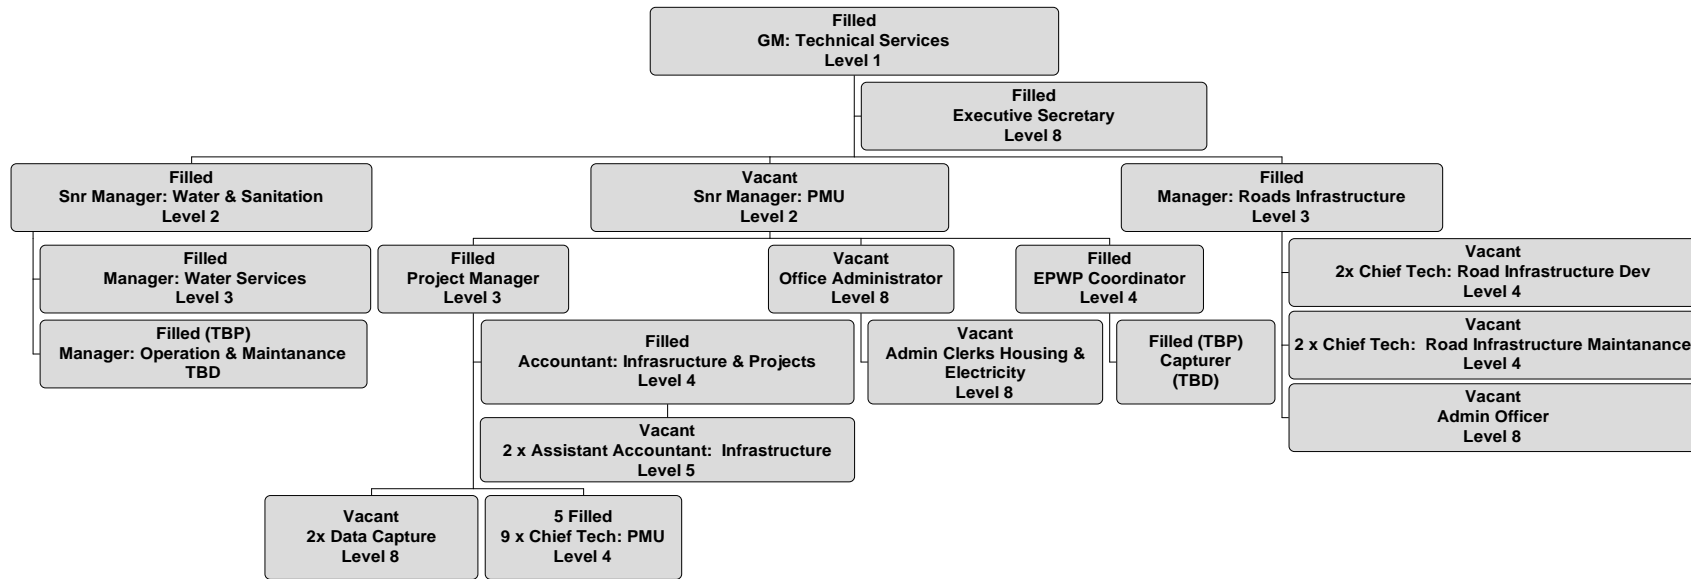 Filled
GM: Technical Services
Level 1
Filled
Executive Secretary
Level 8
Filled
Snr Manager: Water & Sanitation
Level 2
Vacant
Snr Manager: PMU
Level 2
Filled
Manager: Roads Infrastructure
Level 3
Filled
Manager: Water Services
Level 3
Filled
Project Manager
Level 3
Vacant
Office Administrator
Level 8
Filled
EPWP Coordinator
Level 4
Vacant
2x Chief Tech: Road Infrastructure Dev
Level 4
Filled (TBP)
Manager: Operation & Maintanance
TBD
Filled
Accountant: Infrasructure & Projects
Level 4
Vacant
Admin Clerks Housing &
Electricity
Level 8
Filled (TBP)
Capturer
(TBD)
Vacant
2 x Chief Tech: Road Infrastructure Maintanance
Level 4
Vacant
2 x Assistant Accountant: Infrastructure
Level 5
Vacant
Admin Officer
Level 8
Vacant
2x Data Capture
Level 8
5 Filled
9 x Chief Tech: PMU
Level 4